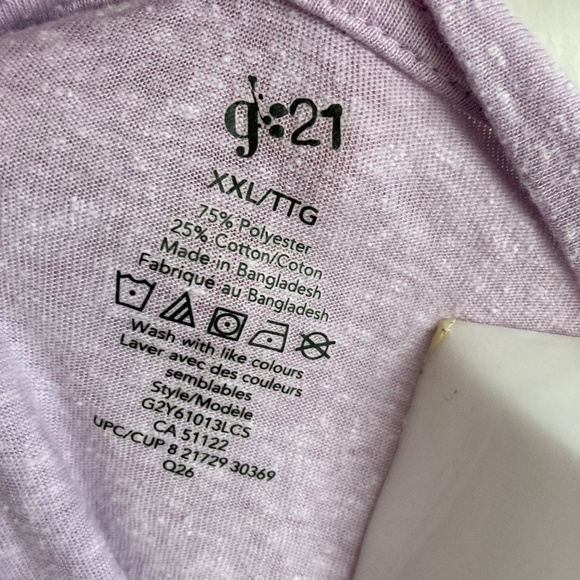 g:21
XXL/TTG
75% Polyester
25% Cotton/Coton
Made in Bangladesh
Fabriqué au Bangladesh
Wash with like colours
Laver avec des couleurs
semblables
Style/Modèle
G2Y61013LCS
CA 51122
UPC/CUP 8 21729 30369
Q26